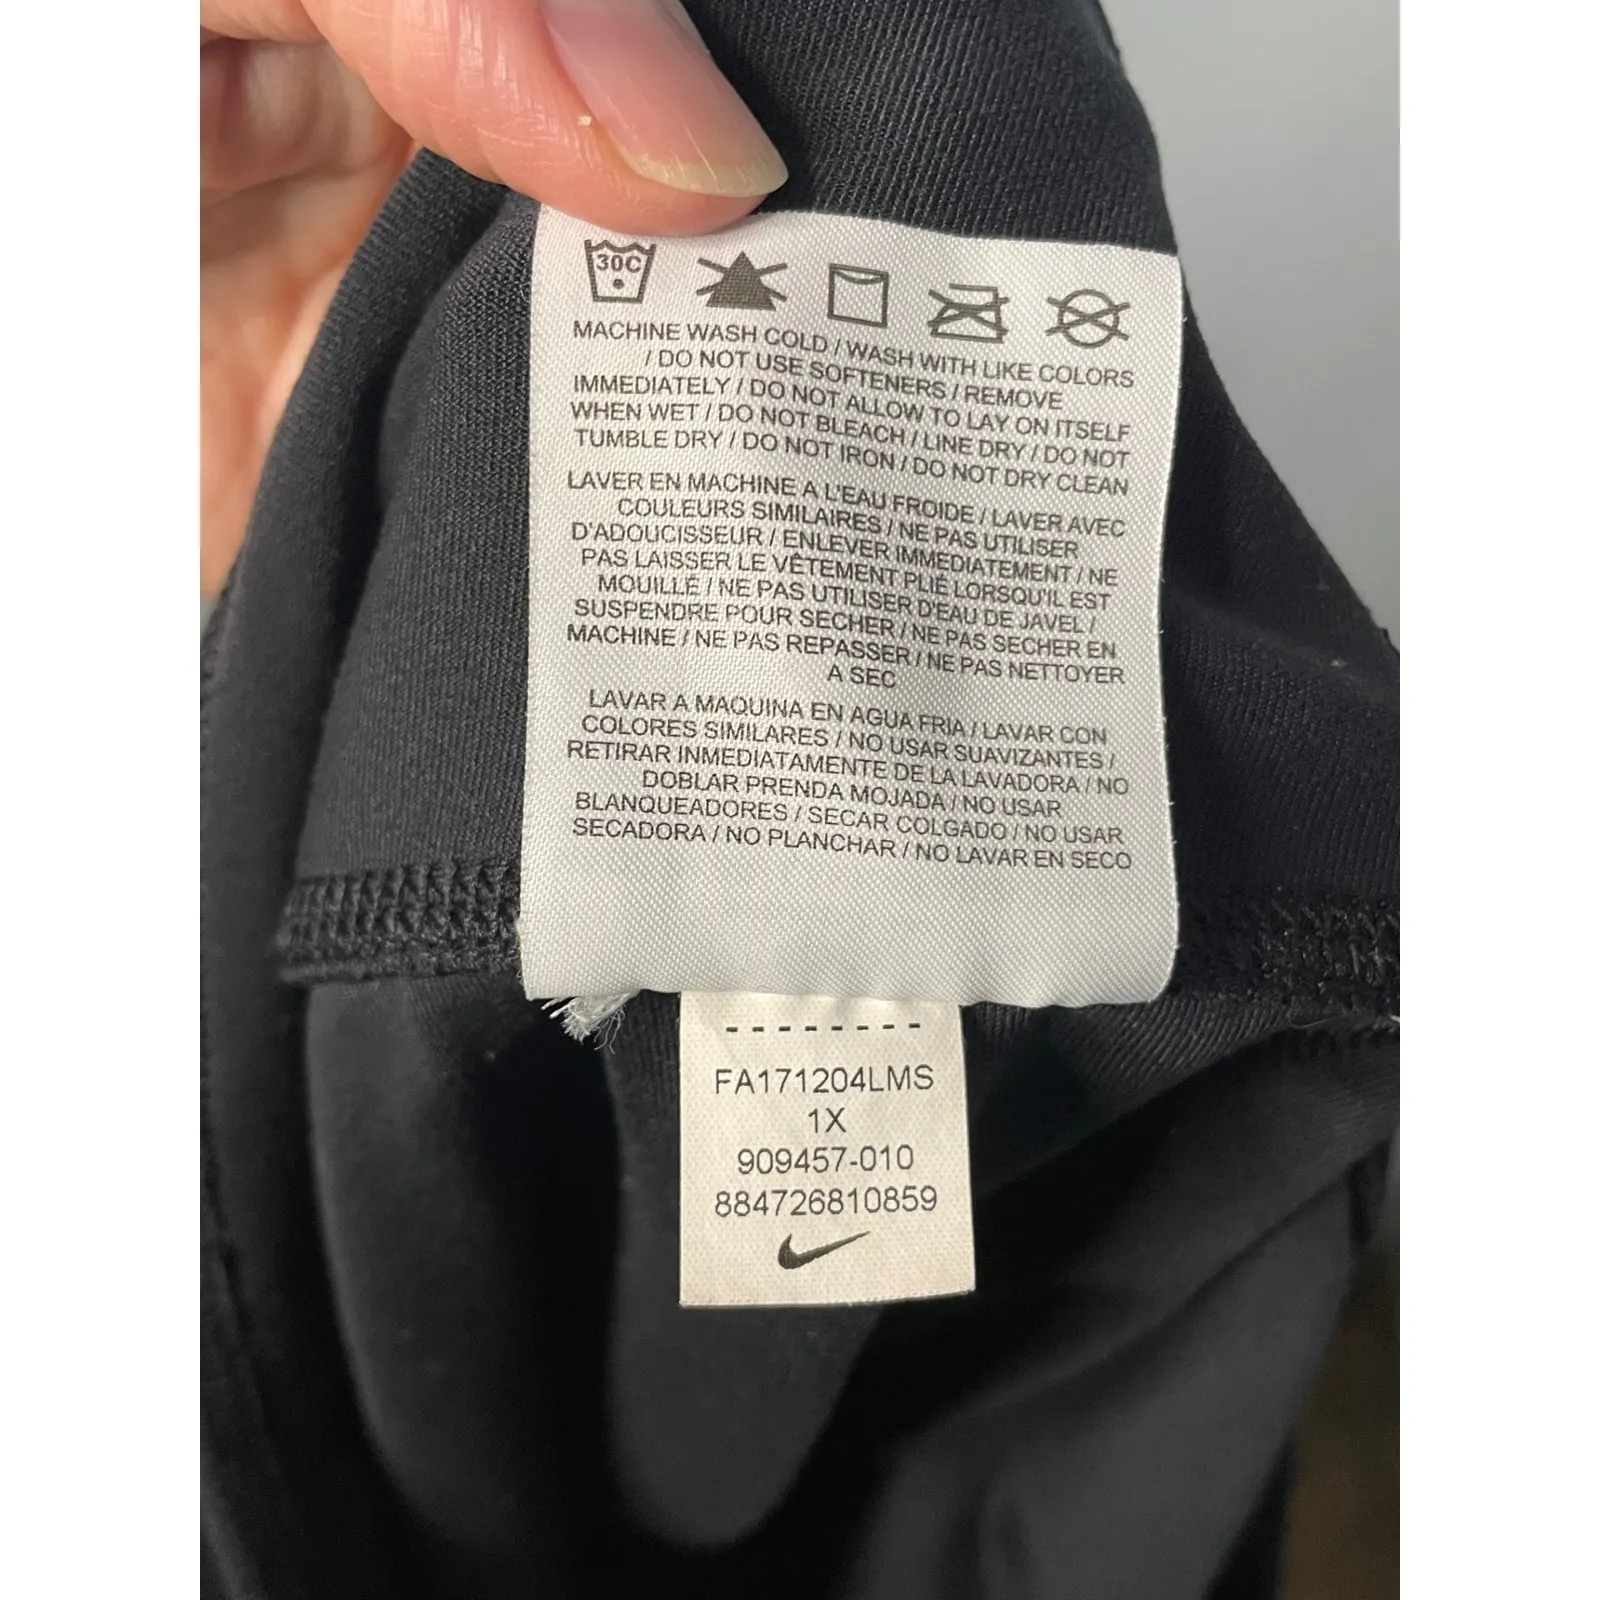 30C
MACHINE WASH COLD / WASH WITH LIKE COLORS
/ DO NOT USE SOFTENERS / REMOVE
IMMEDIATELY / DO NOT ALLOW TO LAY ON ITSELF
WHEN WET / DO NOT BLEACH / LINE DRY / DO NOT
TUMBLE DRY / DO NOT IRON / DO NOT DRY CLEAN
LAVER EN MACHINE A L'EAU FROIDE / LAVER AVEC
COULEURS SIMILAIRES / NE PAS UTILISER
D'ADOUCISSEUR / ENLEVER IMMEDIATEMENT / NE
PAS LAISSER LE VÊTEMENT PLIÉ LORSQU'IL EST
MOUILLÉ / NE PAS UTILISER D'EAU DE JAVEL /
SUSPENDRE POUR SECHER / NE PAS SECHER EN
MACHINE / NE PAS REPASSER / NE PAS NETTOYER
A SEC
LAVAR A MAQUINA EN AGUA FRIA / LAVAR CON
COLORES SIMILARES / NO USAR SUAVIZANTES /
RETIRAR INMEDIATAMENTE DE LA LAVADORA / NO
DOBLAR PRENDA MOJADA / NO USAR
BLANQUEADORES / SECAR COLGADO / NO USAR
SECADORA / NO PLANCHAR / NO LAVAR EN SECO
FA171204LMS
1X
909457-010
884726810859